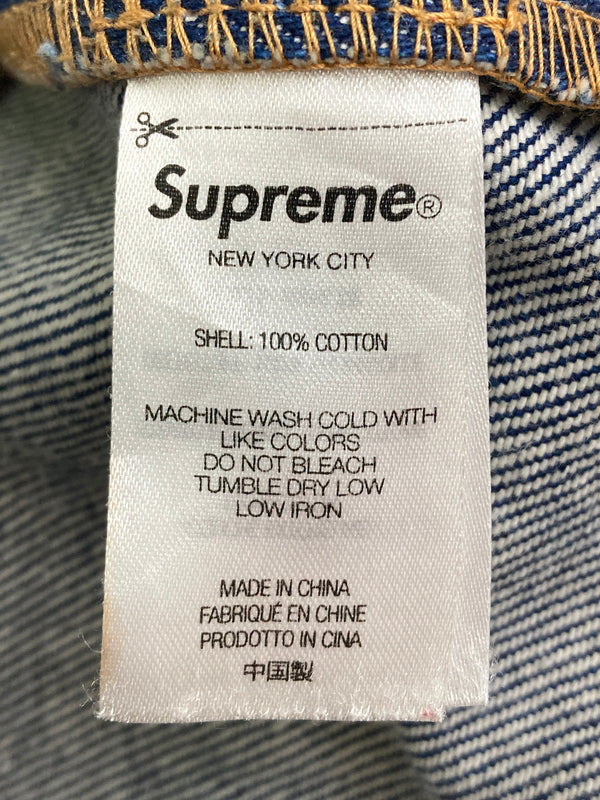 Supreme®
NEW YORK CITY
SHELL: 100% COTTON
MACHINE WASH COLD WITH
LIKE COLORS
DO NOT BLEACH
TUMBLE DRY LOW
LOW IRON
MADE IN CHINA
FABRIQUÉ EN CHINE
PRODOTTO IN CINA
中国製